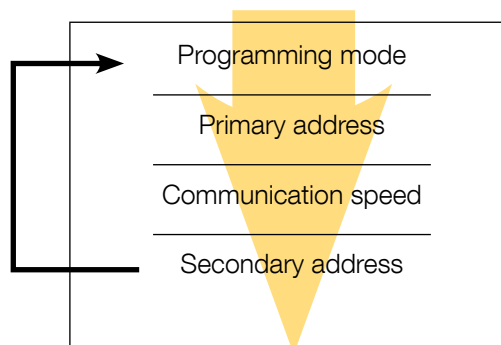 Programming mode
Primary address
Communication speed
Secondary address